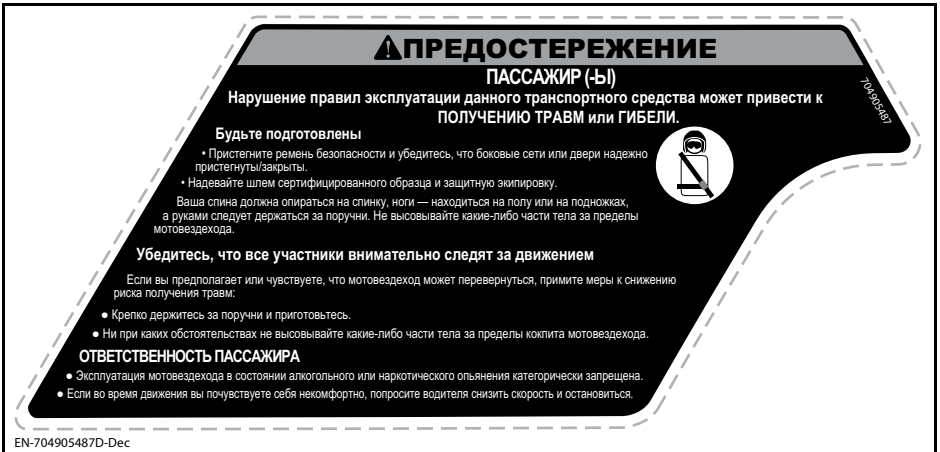 ПРЕДОСТЕРЕЖЕНИЕ
ПАССАЖИР (-Ы)
Нарушение правил эксплуатации данного транспортного средства может привести к
ПОЛУЧЕНИЮ ТРАВМ или ГИБЕЛИ.
704905487
Будьте подготовлены
• Пристегните ремень безопасности и убедитесь, что боковые сети или двери надежно
пристегнуты/закрыты.
• Надевайте шлем сертифицированного образца и защитную экипировку.
Ваша спина должна опираться на спинку, ноги — находиться на полу или на подножках,
а руками следует держаться за поручни. Не высовывайте какие-либо части тела за пределы
мотовездехода.
Убедитесь, что все участники внимательно следят за движением
Если вы предполагает или чувствуете, что мотовездеход может перевернуться, примите меры к снижению
риска получения травм:
● Крепко держитесь за поручни и приготовьтесь.
● Ни при каких обстоятельствах не высовывайте какие-либо части тела за пределы кокпита мотовездехода.
ОТВЕТСТВЕННОСТЬ ПАССАЖИРА
● Эксплуатация мотовездехода в состоянии алкогольного или наркотического опьянения категорически запрещена.
● Если во время движения вы почувствуете себя некомфортно, попросите водителя снизить скорость и остановиться.
EN-704905487D-Dec